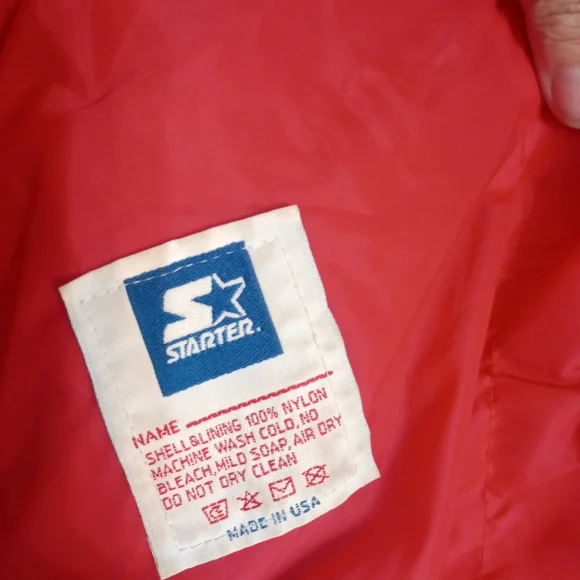 STARTER.
NAME
SHELL&LINING 100% NYLON
MACHINE WASH COLD, NO
BLEACH, MILD SOAP, AIR DRY
DO NOT DRY CLEAN
MADE IN USA